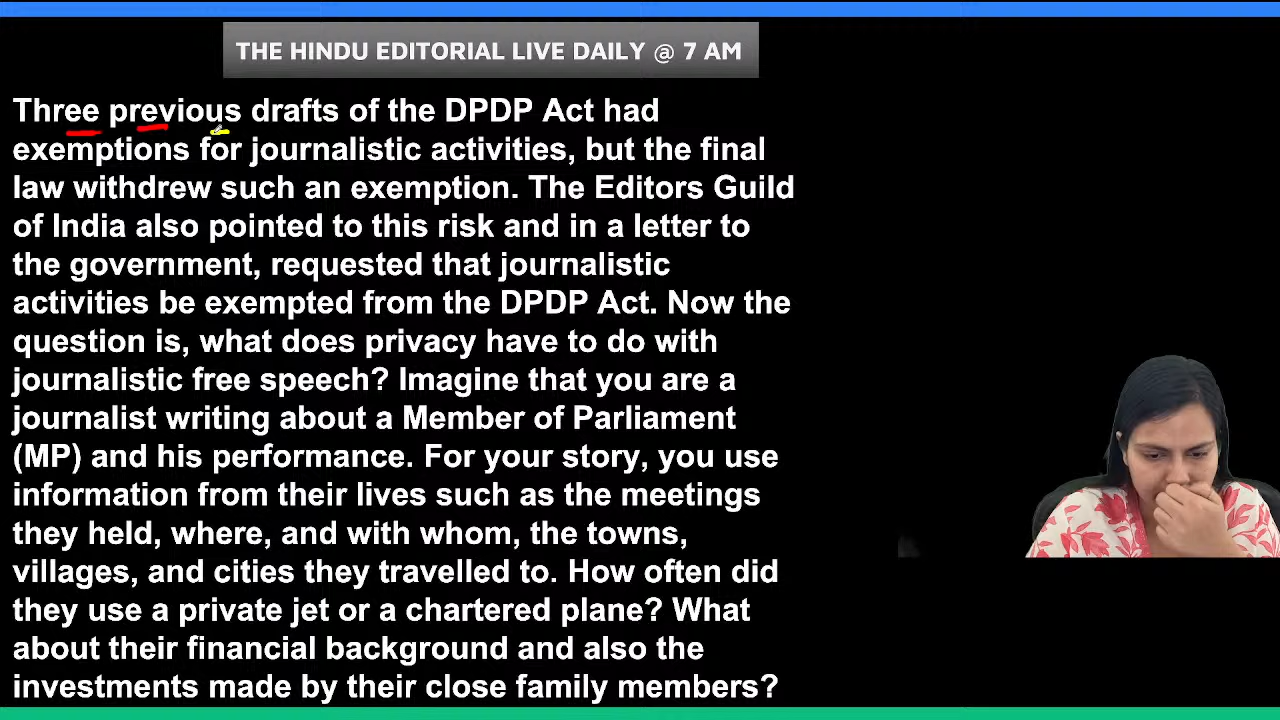 THE HINDU EDITORIAL LIVE DAILY @ 7 AM
Three previous drafts of the DPDP Act had
exemptions for journalistic activities, but the final
law withdrew such an exemption. The Editors Guild
of India also pointed to this risk and in a letter to
the government, requested that journalistic
activities be exempted from the DPDP Act. Now the
question is, what does privacy have to do with
journalistic free speech? Imagine that you are a
journalist writing about a Member of Parliament
(MP) and his performance. For your story, you use
information from their lives such as the meetings
they held, where, and with whom, the towns,
villages, and cities they travelled to. How often did
they use a private jet or a chartered plane? What
about their financial background and also the
investments made by their close family members?